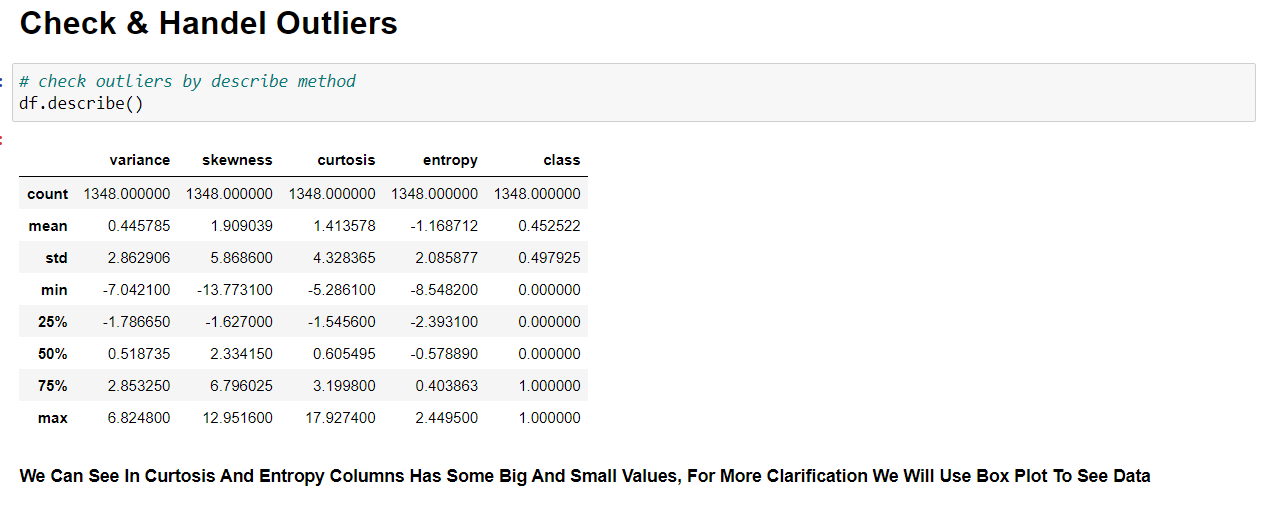 Check & Handel Outliers
:
# check outliers by describe method
df.describe()
:
variance skewness curtosis entropy class
count 1348.000000 1348.000000 1348.000000 1348.000000 1348.000000
mean 0.445785 1.909039 1.413578 -1.168712 0.452522
std 2.862906 5.868600 4.328365 2.085877 0.497925
min -7.042100 -13.773100 -5.286100 -8.548200 0.000000
25% -1.786650 -1.627000 -1.545600 -2.393100 0.000000
50% 0.518735 2.334150 0.605495 -0.578890 0.000000
75% 2.853250 6.796025 3.199800 0.403863 1.000000
max 6.824800 12.951600 17.927400 2.449500 1.000000
We Can See In Curtosis And Entropy Columns Has Some Big And Small Values, For More Clarification We Will Use Box Plot To See Data